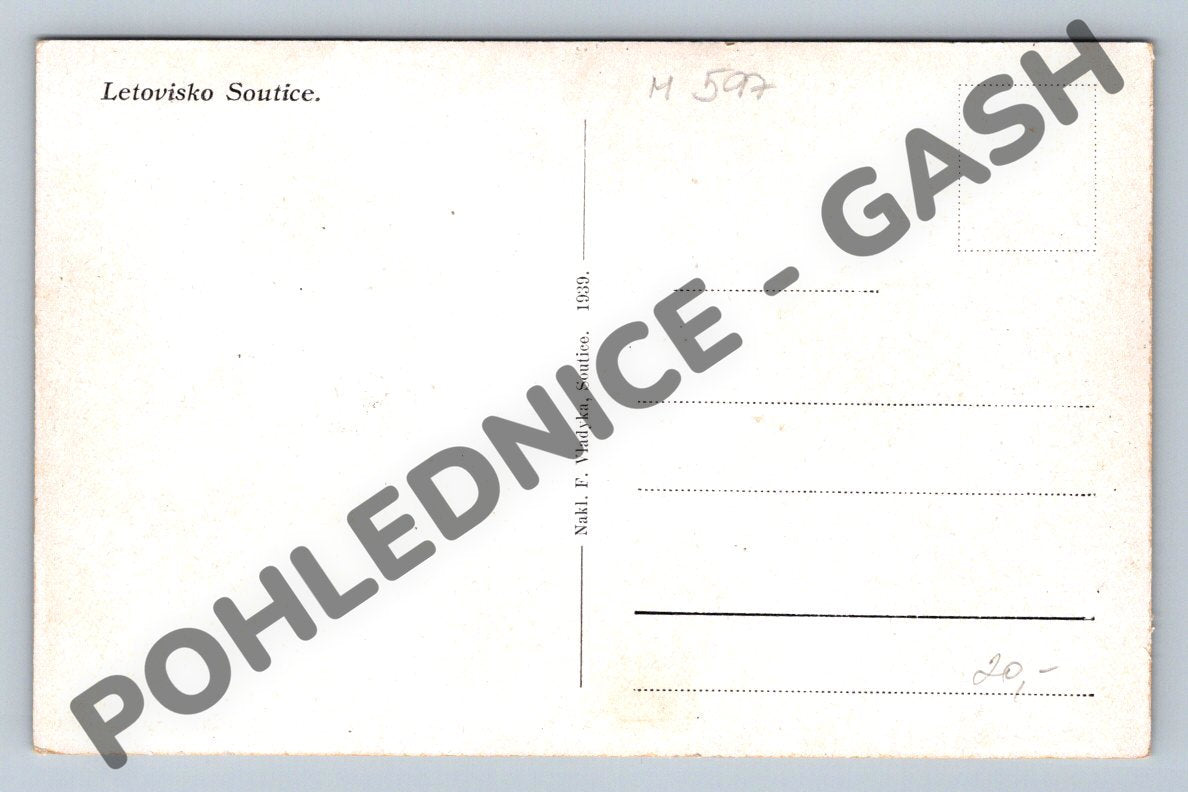 Letovisko Soutice.
M 597
Nakl. F. Vladyka, Soutice. 1939.
20,-
POHLEDNICE - GASH